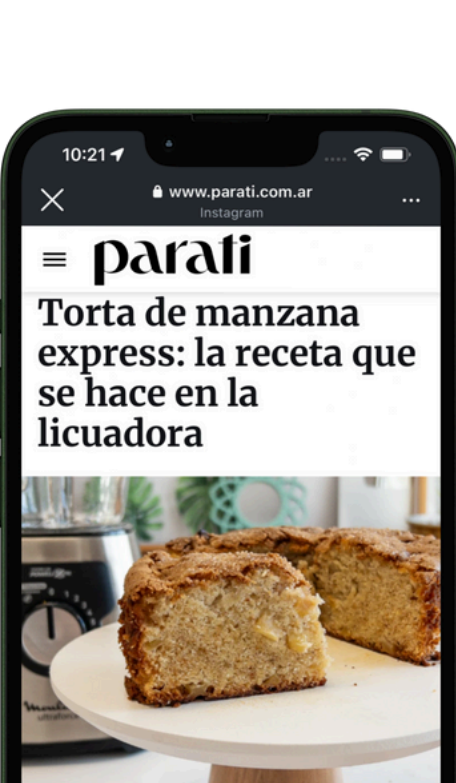 10:21
www.parati.com.ar
Instagram
parati
Torta de manzana
express: la receta que
se hace en la
licuadora